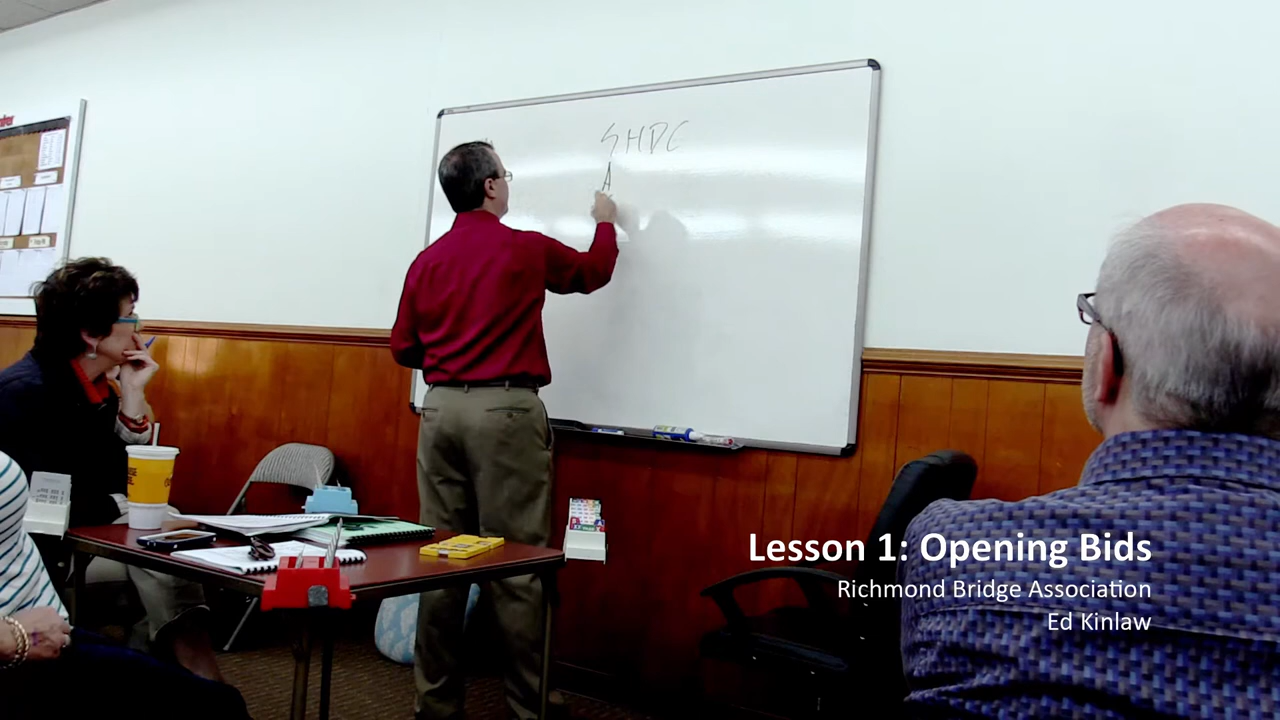 SHDC
A
Lesson 1: Opening Bids
Richmond Bridge Association
Ed Kinlaw